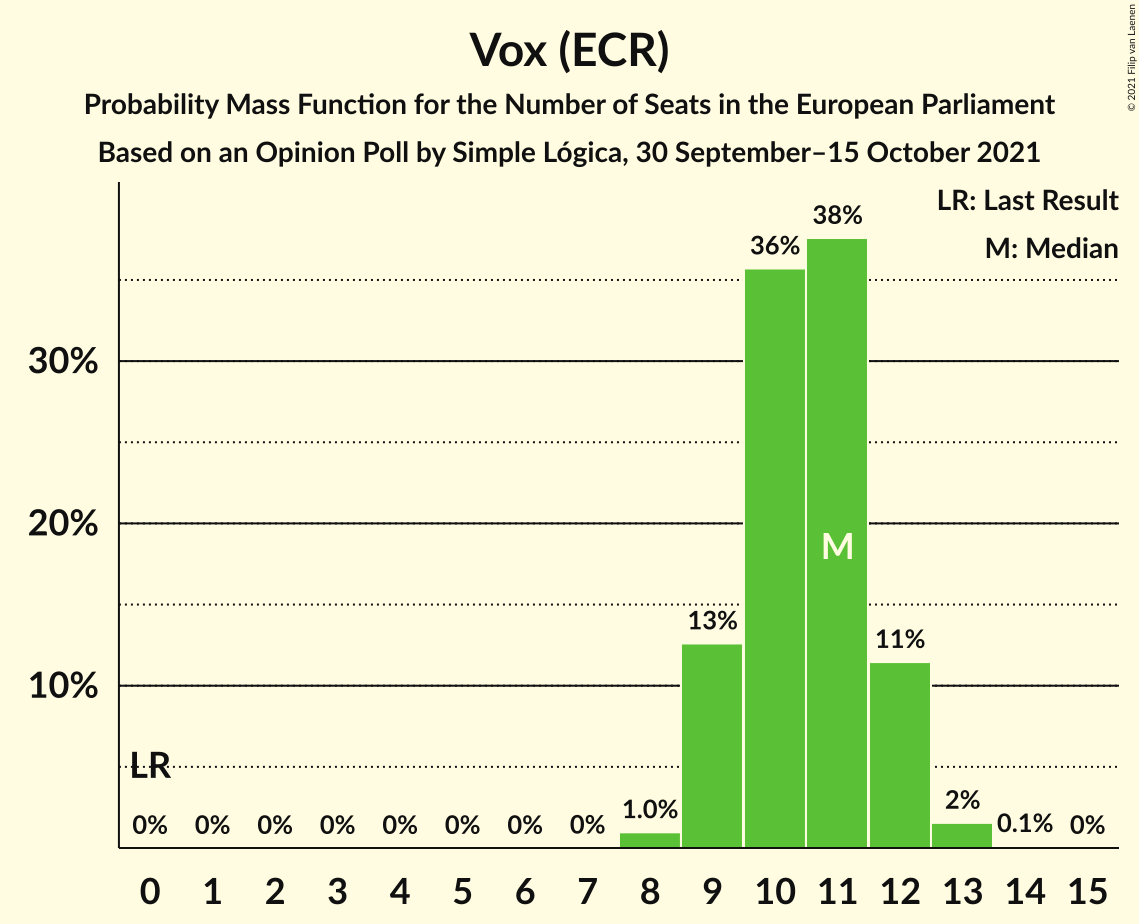 Vox (ECR)
Probability Mass Function for the Number of Seats in the European Parliament
Based on an Opinion Poll by Simple Lógica, 30 September–15 October 2021
© 2021 Filip van Laenen
LR: Last Result
M: Median
38%
36%
30%
20%
M
13%
11%
10%
LR
0% 0% 0% 0% 0% 0% 0% 0% 1.0% 2% 0.1% 0%
0 1 2 3 4 5 6 7 8 9 10 11 12 13 14 15